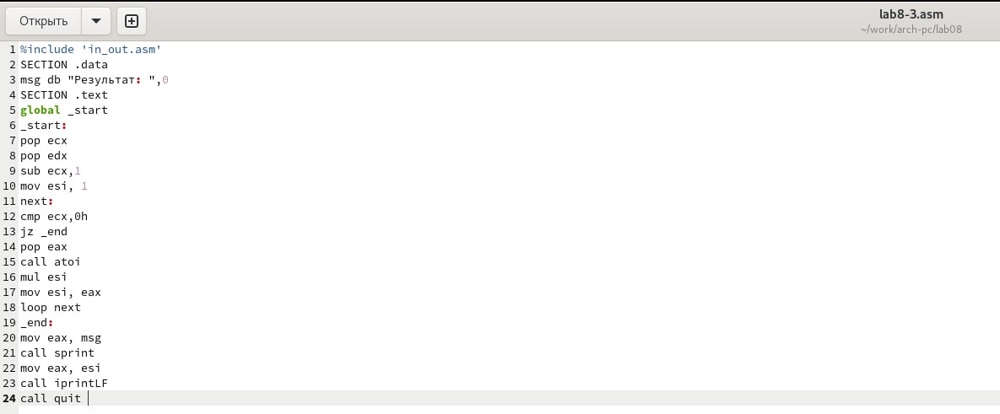 Открыть
lab8-3.asm
~/work/arch-pc/lab08
1 %include 'in_out.asm'
2 SECTION .data
3 msg db "Результат: ",0
4 SECTION .text
5 global _start
6 _start:
7 pop ecx
8 pop edx
9 sub ecx,1
10 mov esi, 1
11 next:
12 cmp ecx,0h
13 jz _end
14 pop eax
15 call atoi
16 mul esi
17 mov esi, eax
18 loop next
19 _end:
20 mov eax, msg
21 call sprint
22 mov eax, esi
23 call iprintLF
24 call quit